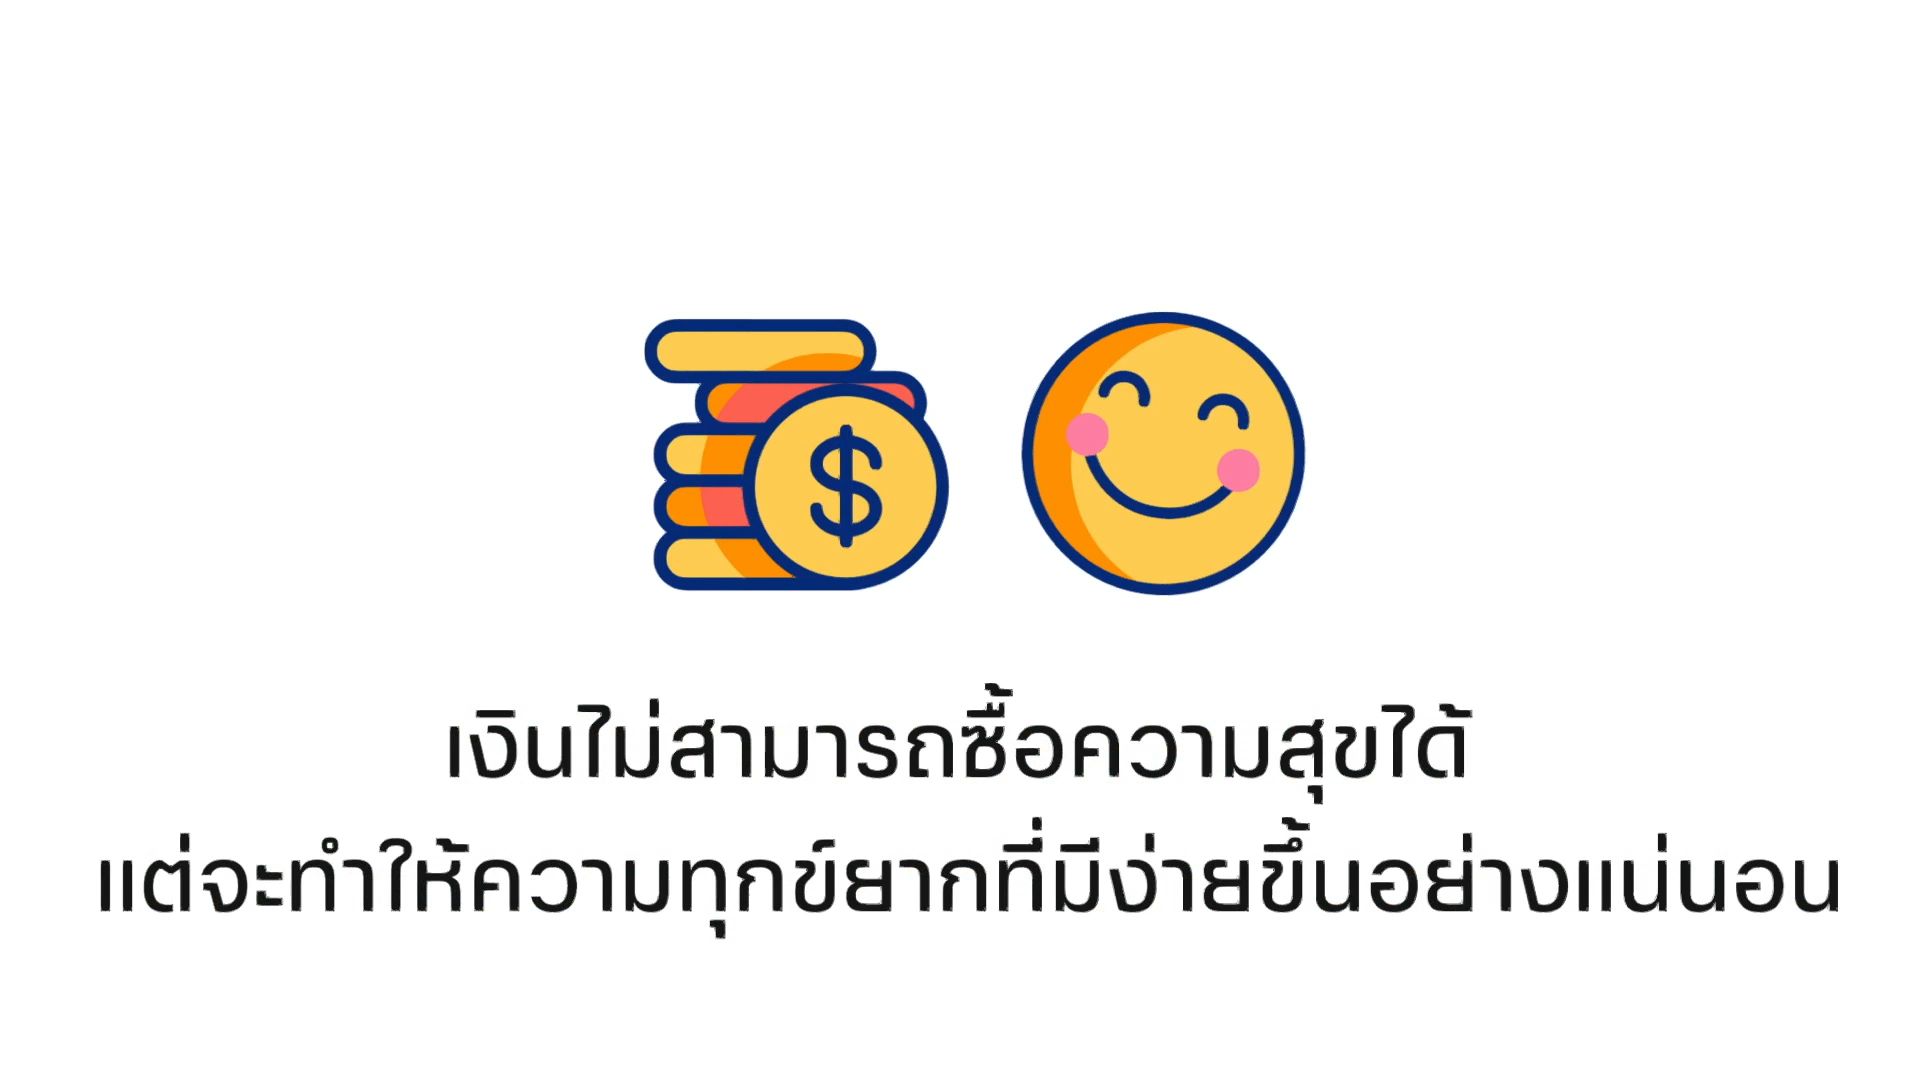 $
เงินไม่สามารถซื้อความสุขได้
แต่จะทำให้ความทุกข์ยากที่มีง่ายขึ้นอย่างแน่นอน